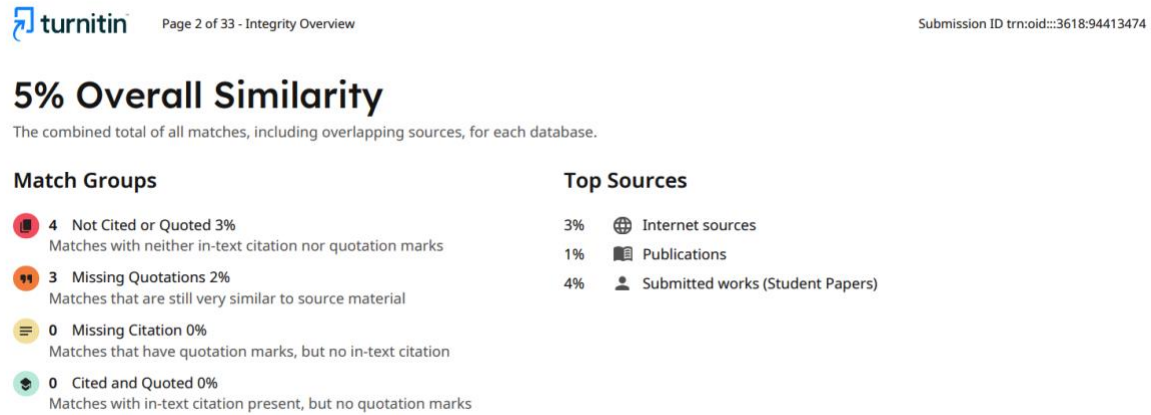 turnitin
Page 2 of 33 - Integrity Overview
Submission ID trn:oid:::3618:94413474
5% Overall Similarity
The combined total of all matches, including overlapping sources, for each database.
Match Groups
4 Not Cited or Quoted 3%
Matches with neither in-text citation nor quotation marks
3 Missing Quotations 2%
Matches that are still very similar to source material
0 Missing Citation 0%
Matches that have quotation marks, but no in-text citation
0 Cited and Quoted 0%
Matches with in-text citation present, but no quotation marks
Top Sources
3% Internet sources
1% Publications
4% Submitted works (Student Papers)